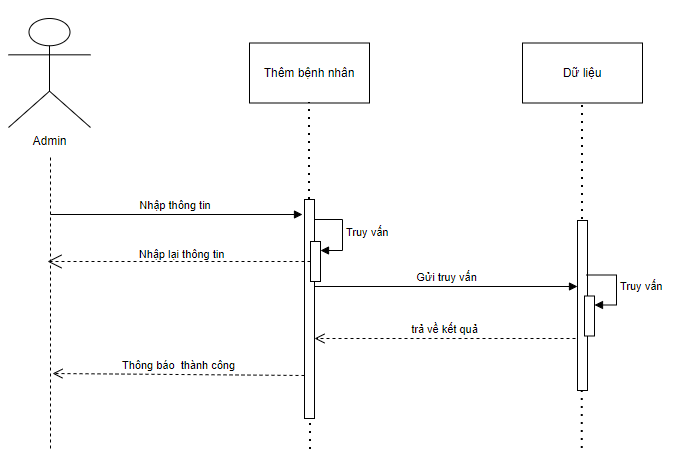 Thêm bệnh nhân
Dữ liệu
Admin
Nhập thông tin
Truy vấn
Nhập lại thông tin
Gửi truy vấn
Truy vấn
trả về kết quả
Thông báo thành công